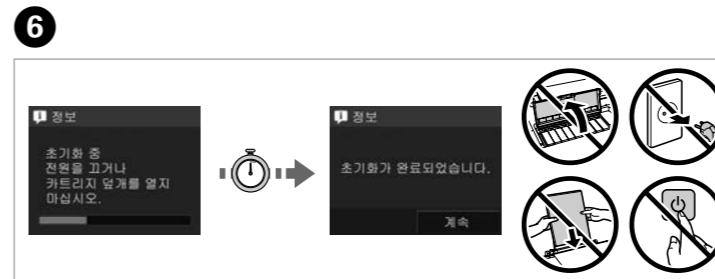 6
정보
초기화 중
전원을 끄거나
카트리지 덮개를 열지
마십시오.
정보
초기화가 완료되었습니다.
계속